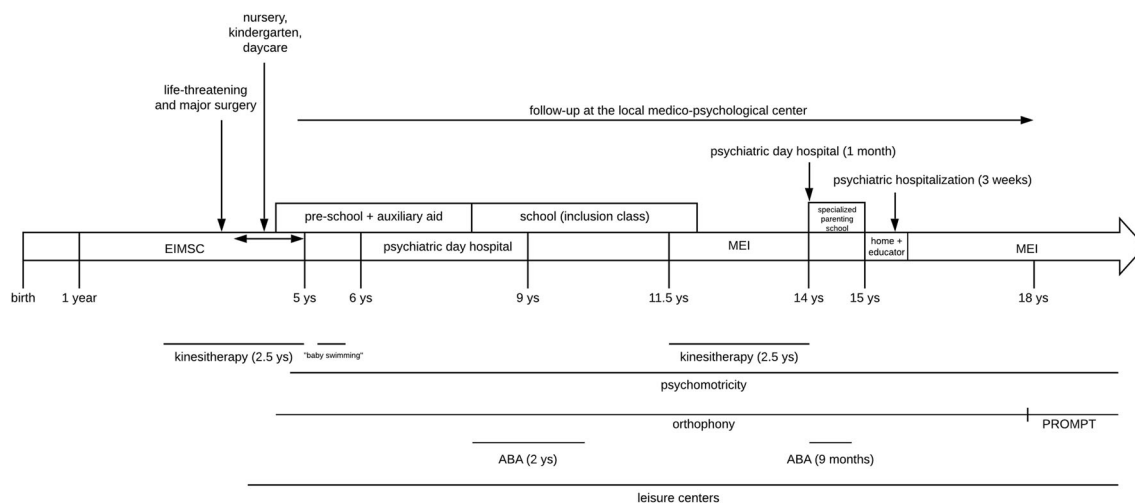 nursery,
kindergarten,
daycare
life-threatening
and major surgery
follow-up at the local medico-psychological center
psychiatric day hospital (1 month)
psychiatric hospitalization (3 weeks)
pre-school + auxiliary aid
school (inclusion class)
specialized
parenting
school
EIMSC
psychiatric day hospital
MEI
home +
educator
MEI
birth
1 year
5 ys
6 ys
9 ys
11.5 ys
14 ys
15 ys
18 ys
kinesitherapy (2.5 ys)
"baby swimming"
kinesitherapy (2.5 ys)
psychomotricity
orthophony
PROMPT
ABA (2 ys)
ABA (9 months)
leisure centers